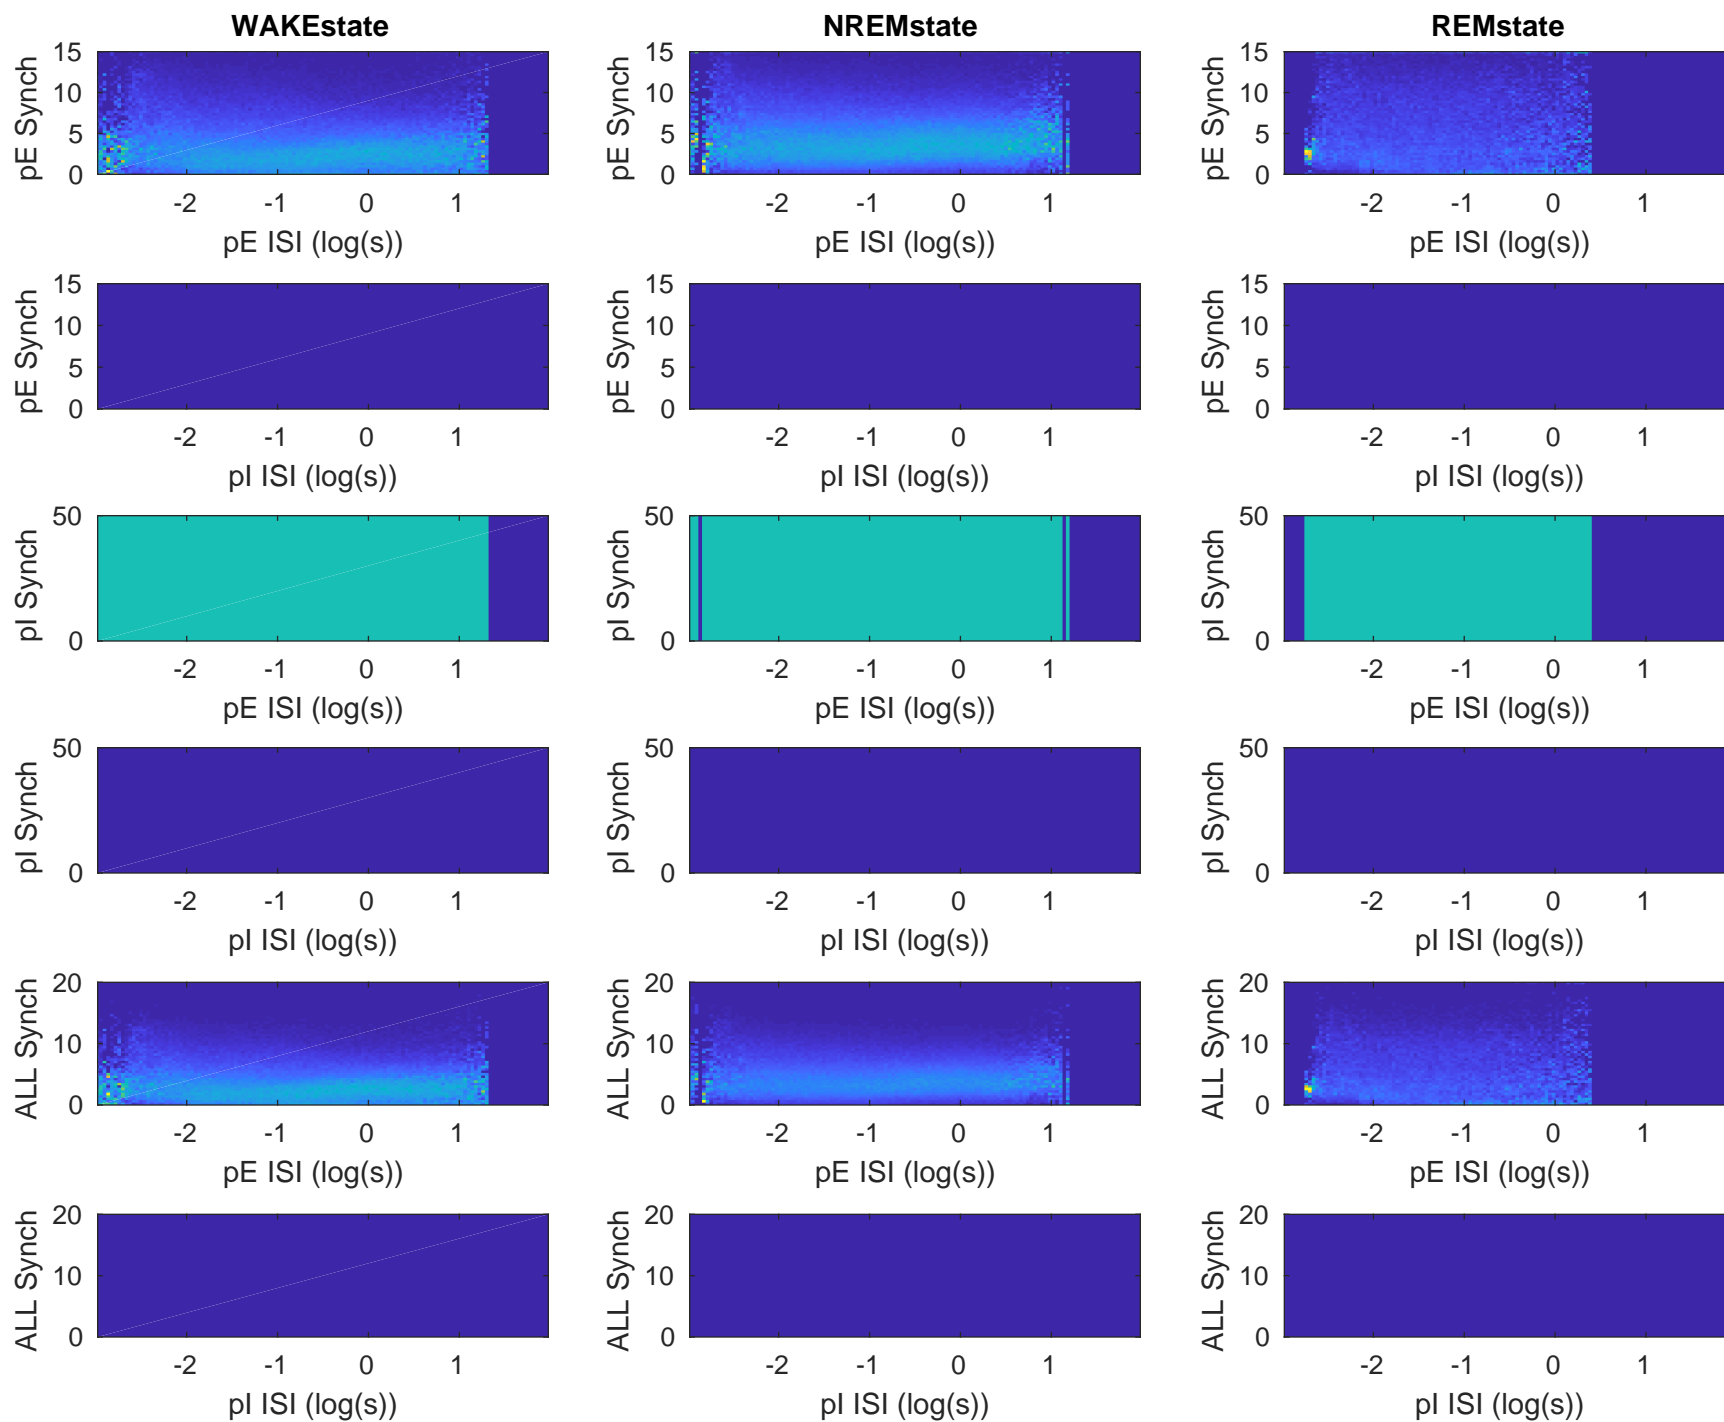 WAKEstate NREMstate REMstate
pE Synch 15 10 5 0 pE Synch 15 10 5 0 pE Synch 15 10 5 0
-2 -1 0 1 -2 -1 0 1 -2 -1 0 1
pE ISI (log(s)) pE ISI (log(s)) pE ISI (log(s))
pE Synch 15 10 5 0 pE Synch 15 10 5 0 pE Synch 15 10 5 0
-2 -1 0 1 -2 -1 0 1 -2 -1 0 1
pI ISI (log(s)) pI ISI (log(s)) pI ISI (log(s))
pI Synch 50 0 pI Synch 50 0 pI Synch 50 0
-2 -1 0 1 -2 -1 0 1 -2 -1 0 1
pE ISI (log(s)) pE ISI (log(s)) pE ISI (log(s))
pI Synch 50 0 pI Synch 50 0 pI Synch 50 0
-2 -1 0 1 -2 -1 0 1 -2 -1 0 1
pI ISI (log(s)) pI ISI (log(s)) pI ISI (log(s))
ALL Synch 20 10 0 ALL Synch 20 10 0 ALL Synch 20 10 0
-2 -1 0 1 -2 -1 0 1 -2 -1 0 1
pE ISI (log(s)) pE ISI (log(s)) pE ISI (log(s))
ALL Synch 20 10 0 ALL Synch 20 10 0 ALL Synch 20 10 0
-2 -1 0 1 -2 -1 0 1 -2 -1 0 1
pI ISI (log(s)) pI ISI (log(s)) pI ISI (log(s))